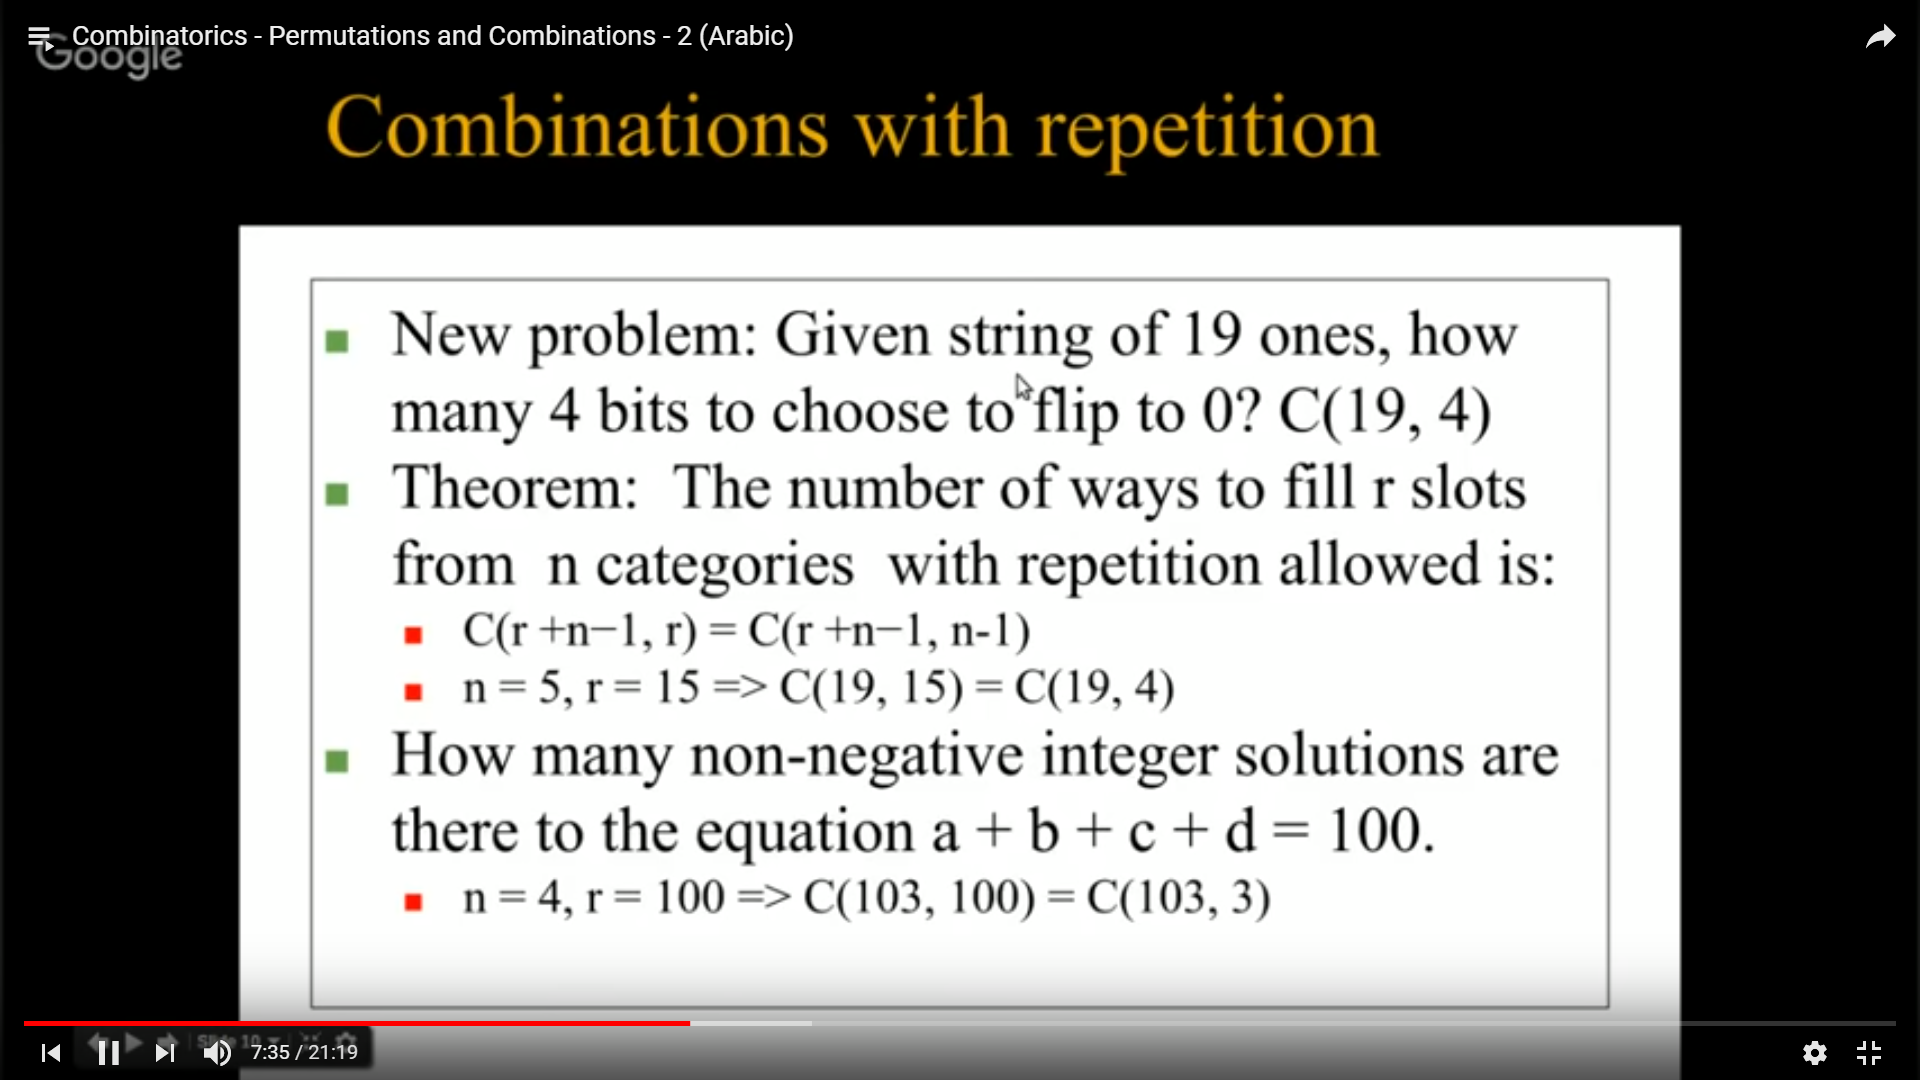 Combinatorics - Permutations and Combinations - 2 (Arabic)
Google
Combinations with repetition
New problem: Given string of 19 ones, how
many 4 bits to choose to flip to 0? C(19, 4)
Theorem: The number of ways to fill r slots
from n categories with repetition allowed is:
C(r +n−1, r) = C(r +n−1, n-1)
n = 5, r = 15 => C(19, 15) = C(19, 4)
How many non-negative integer solutions are
there to the equation a + b + c + d = 100.
n = 4, r = 100 => C(103, 100) = C(103, 3)
Slide 10
7:35 / 21:19